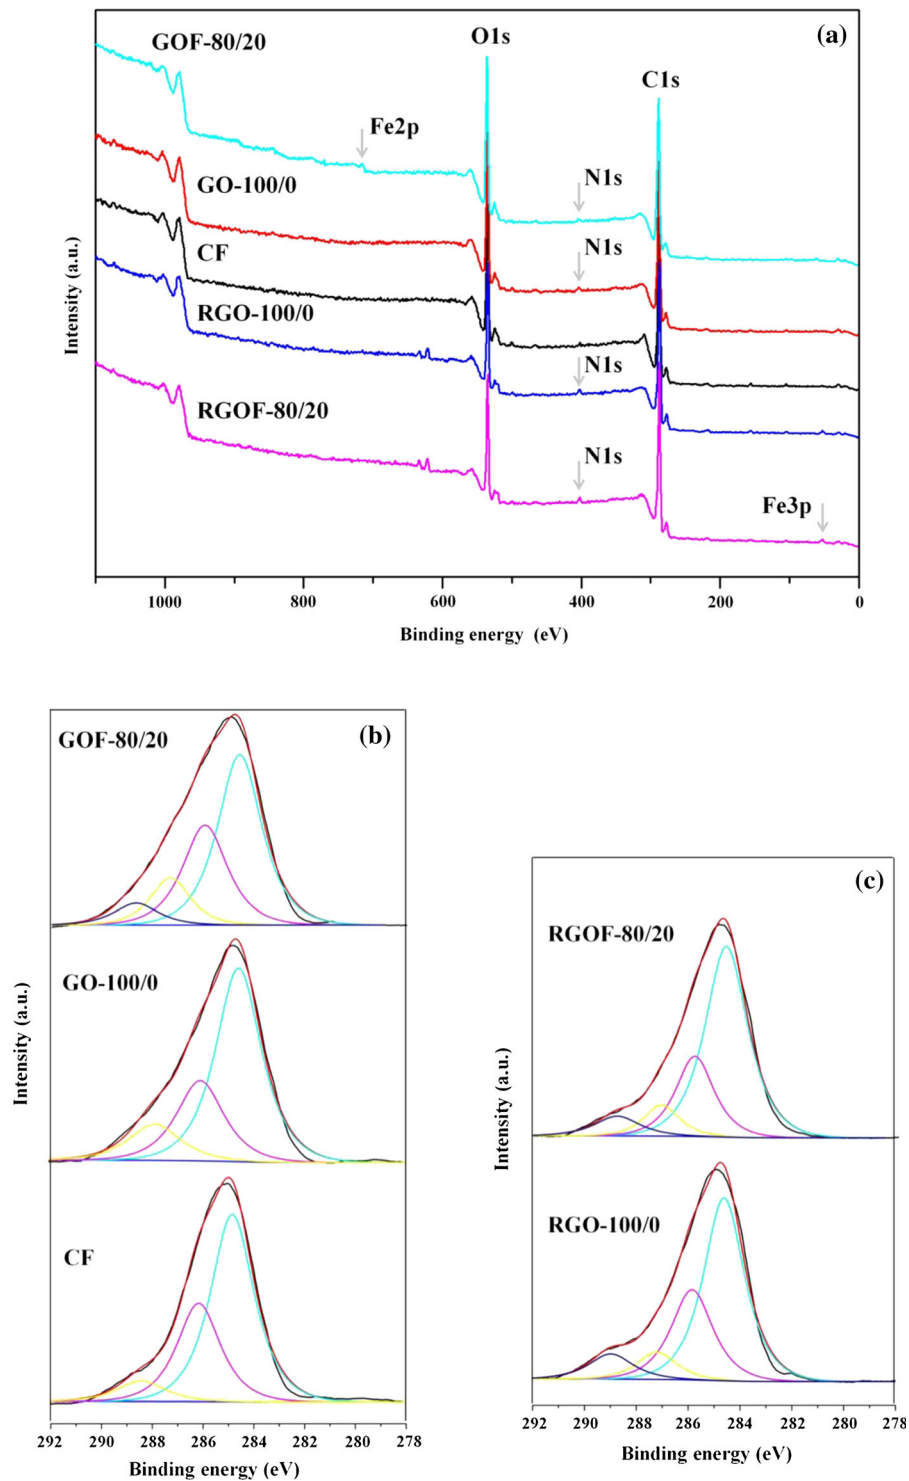 (a)
GOF-80/20
O1s
C1s
Fe2p
GO-100/0
N1s
CF
N1s
RGO-100/0
N1s
RGOF-80/20
N1s
Fe3p
Intensity (a.u.)
1000 800 600 400 200 0
Binding energy (eV)
(b)
GOF-80/20
GO-100/0
CF
Intensity (a.u.)
292 290 288 286 284 282 280 278
Binding energy (eV)
(c)
RGOF-80/20
RGO-100/0
Intensity (a.u.)
292 290 288 286 284 282 280 278
Binding energy (eV)